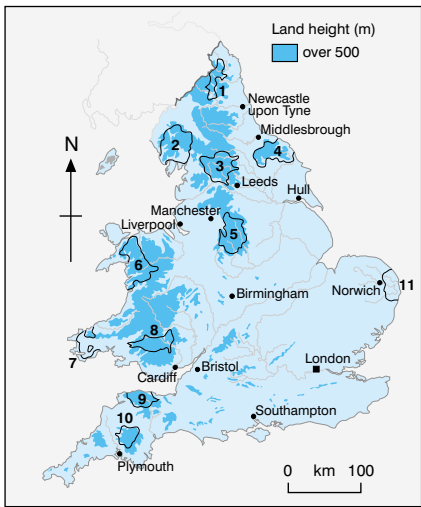 Land height (m)
over 500
1
Newcastle
upon Tyne
Middlesbrough
2
4
N
3
Leeds
Hull
Manchester
Liverpool
5
6
11
Norwich
Birmingham
8
7
London
Cardiff
Bristol
9
10
Southampton
Plymouth
0 km 100